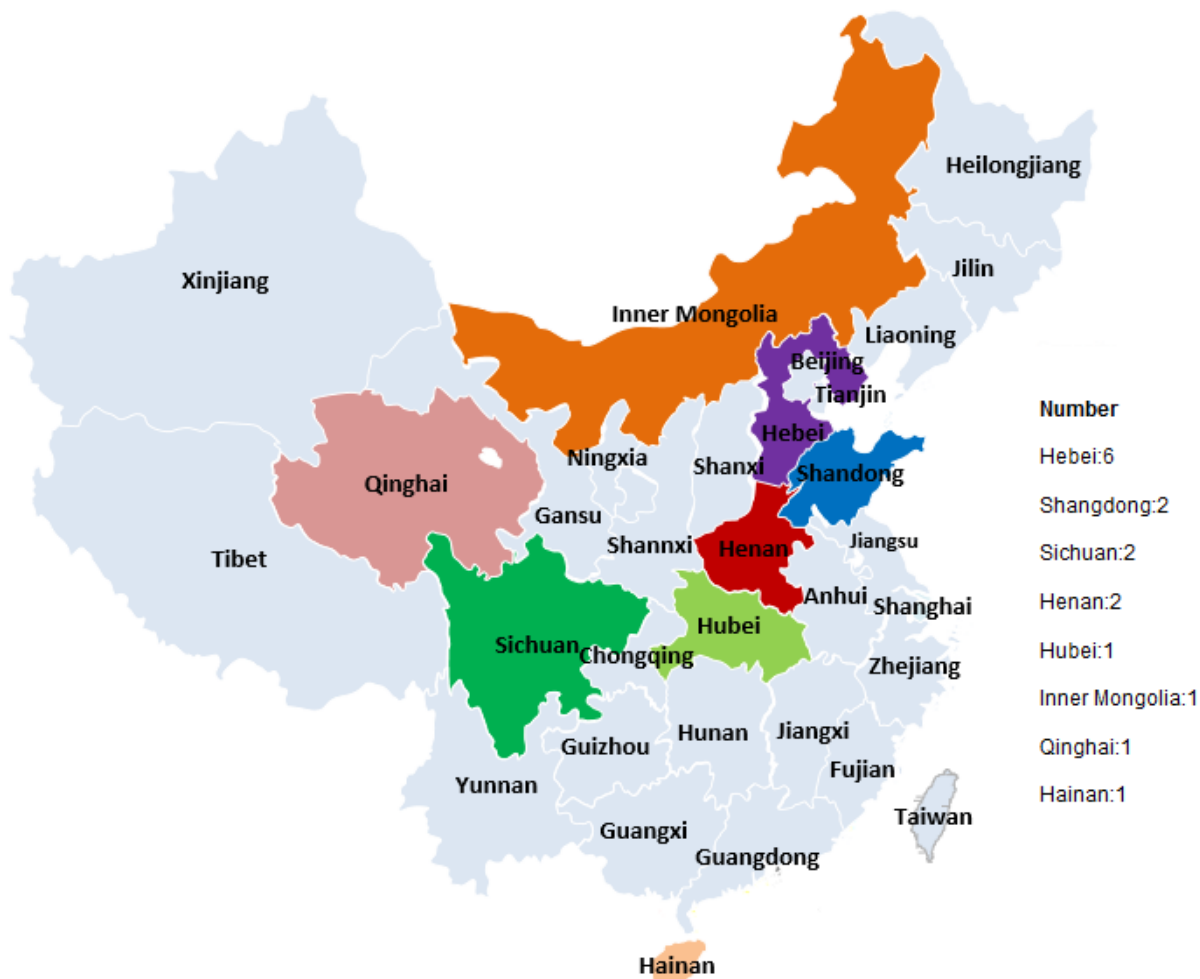 Heilongjiang
Jilin
Xinjiang
Inner Mongolia
Liaoning
Beijing
Tianjin
Hebei
Ningxia
Shanxi
Shandong
Qinghai
Gansu
Shannxi
Henan
Jiangsu
Tibet
Anhui
Shanghai
Hubei
Sichuan
Chongqing
Zhejiang
Guizhou
Hunan
Jiangxi
Fujian
Yunnan
Taiwan
Guangxi
Guangdong
Hainan
Number
Hebei:6
Shangdong:2
Sichuan:2
Henan:2
Hubei:1
Inner Mongolia:1
Qinghai:1
Hainan:1